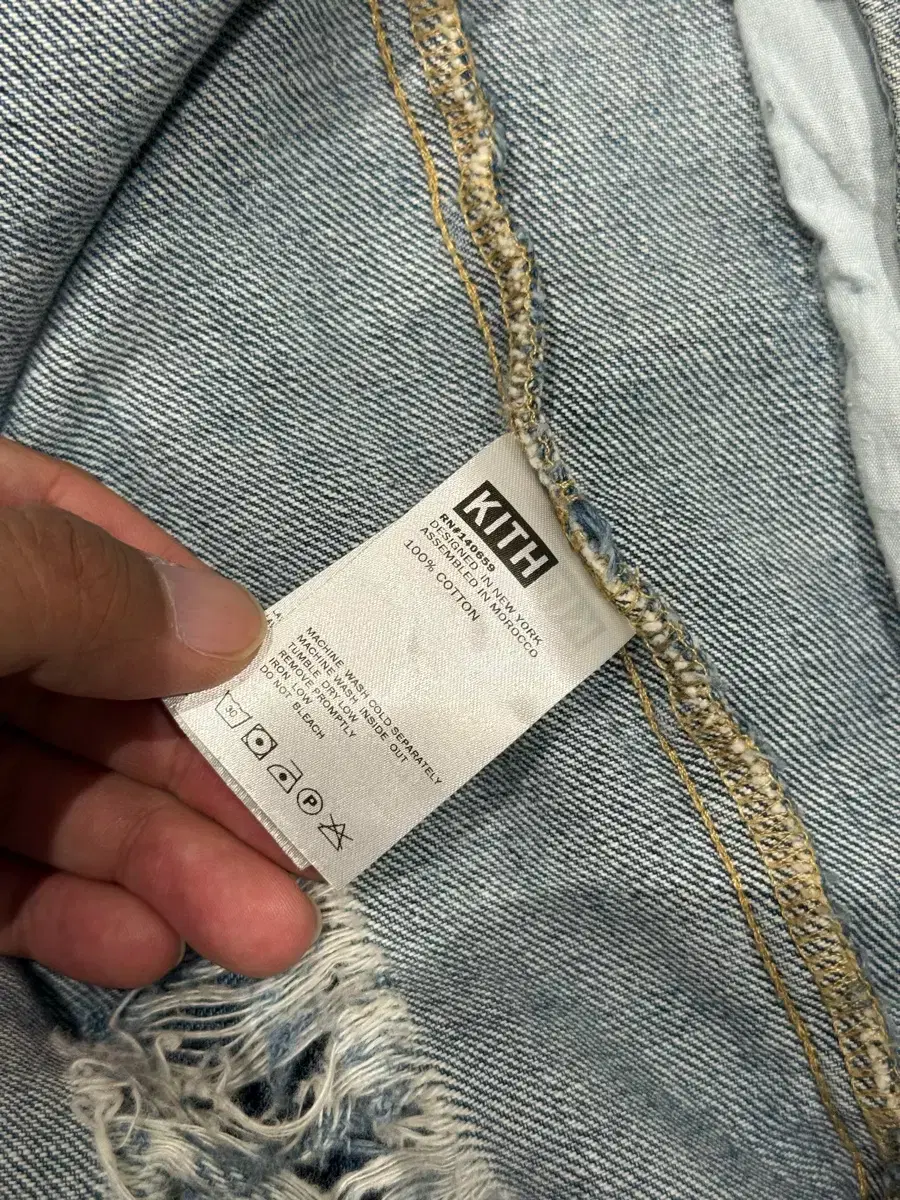 KITH
RN#140659
DESIGNED IN NEW YORK
ASSEMBLED IN MOROCCO
100% COTTON
MACHINE WASH COLD SEPARATELY
MACHINE WASH INSIDE OUT
TUMBLE DRY LOW
REMOVE PROMPTLY
IRON LOW
DO NOT BLEACH
30
P